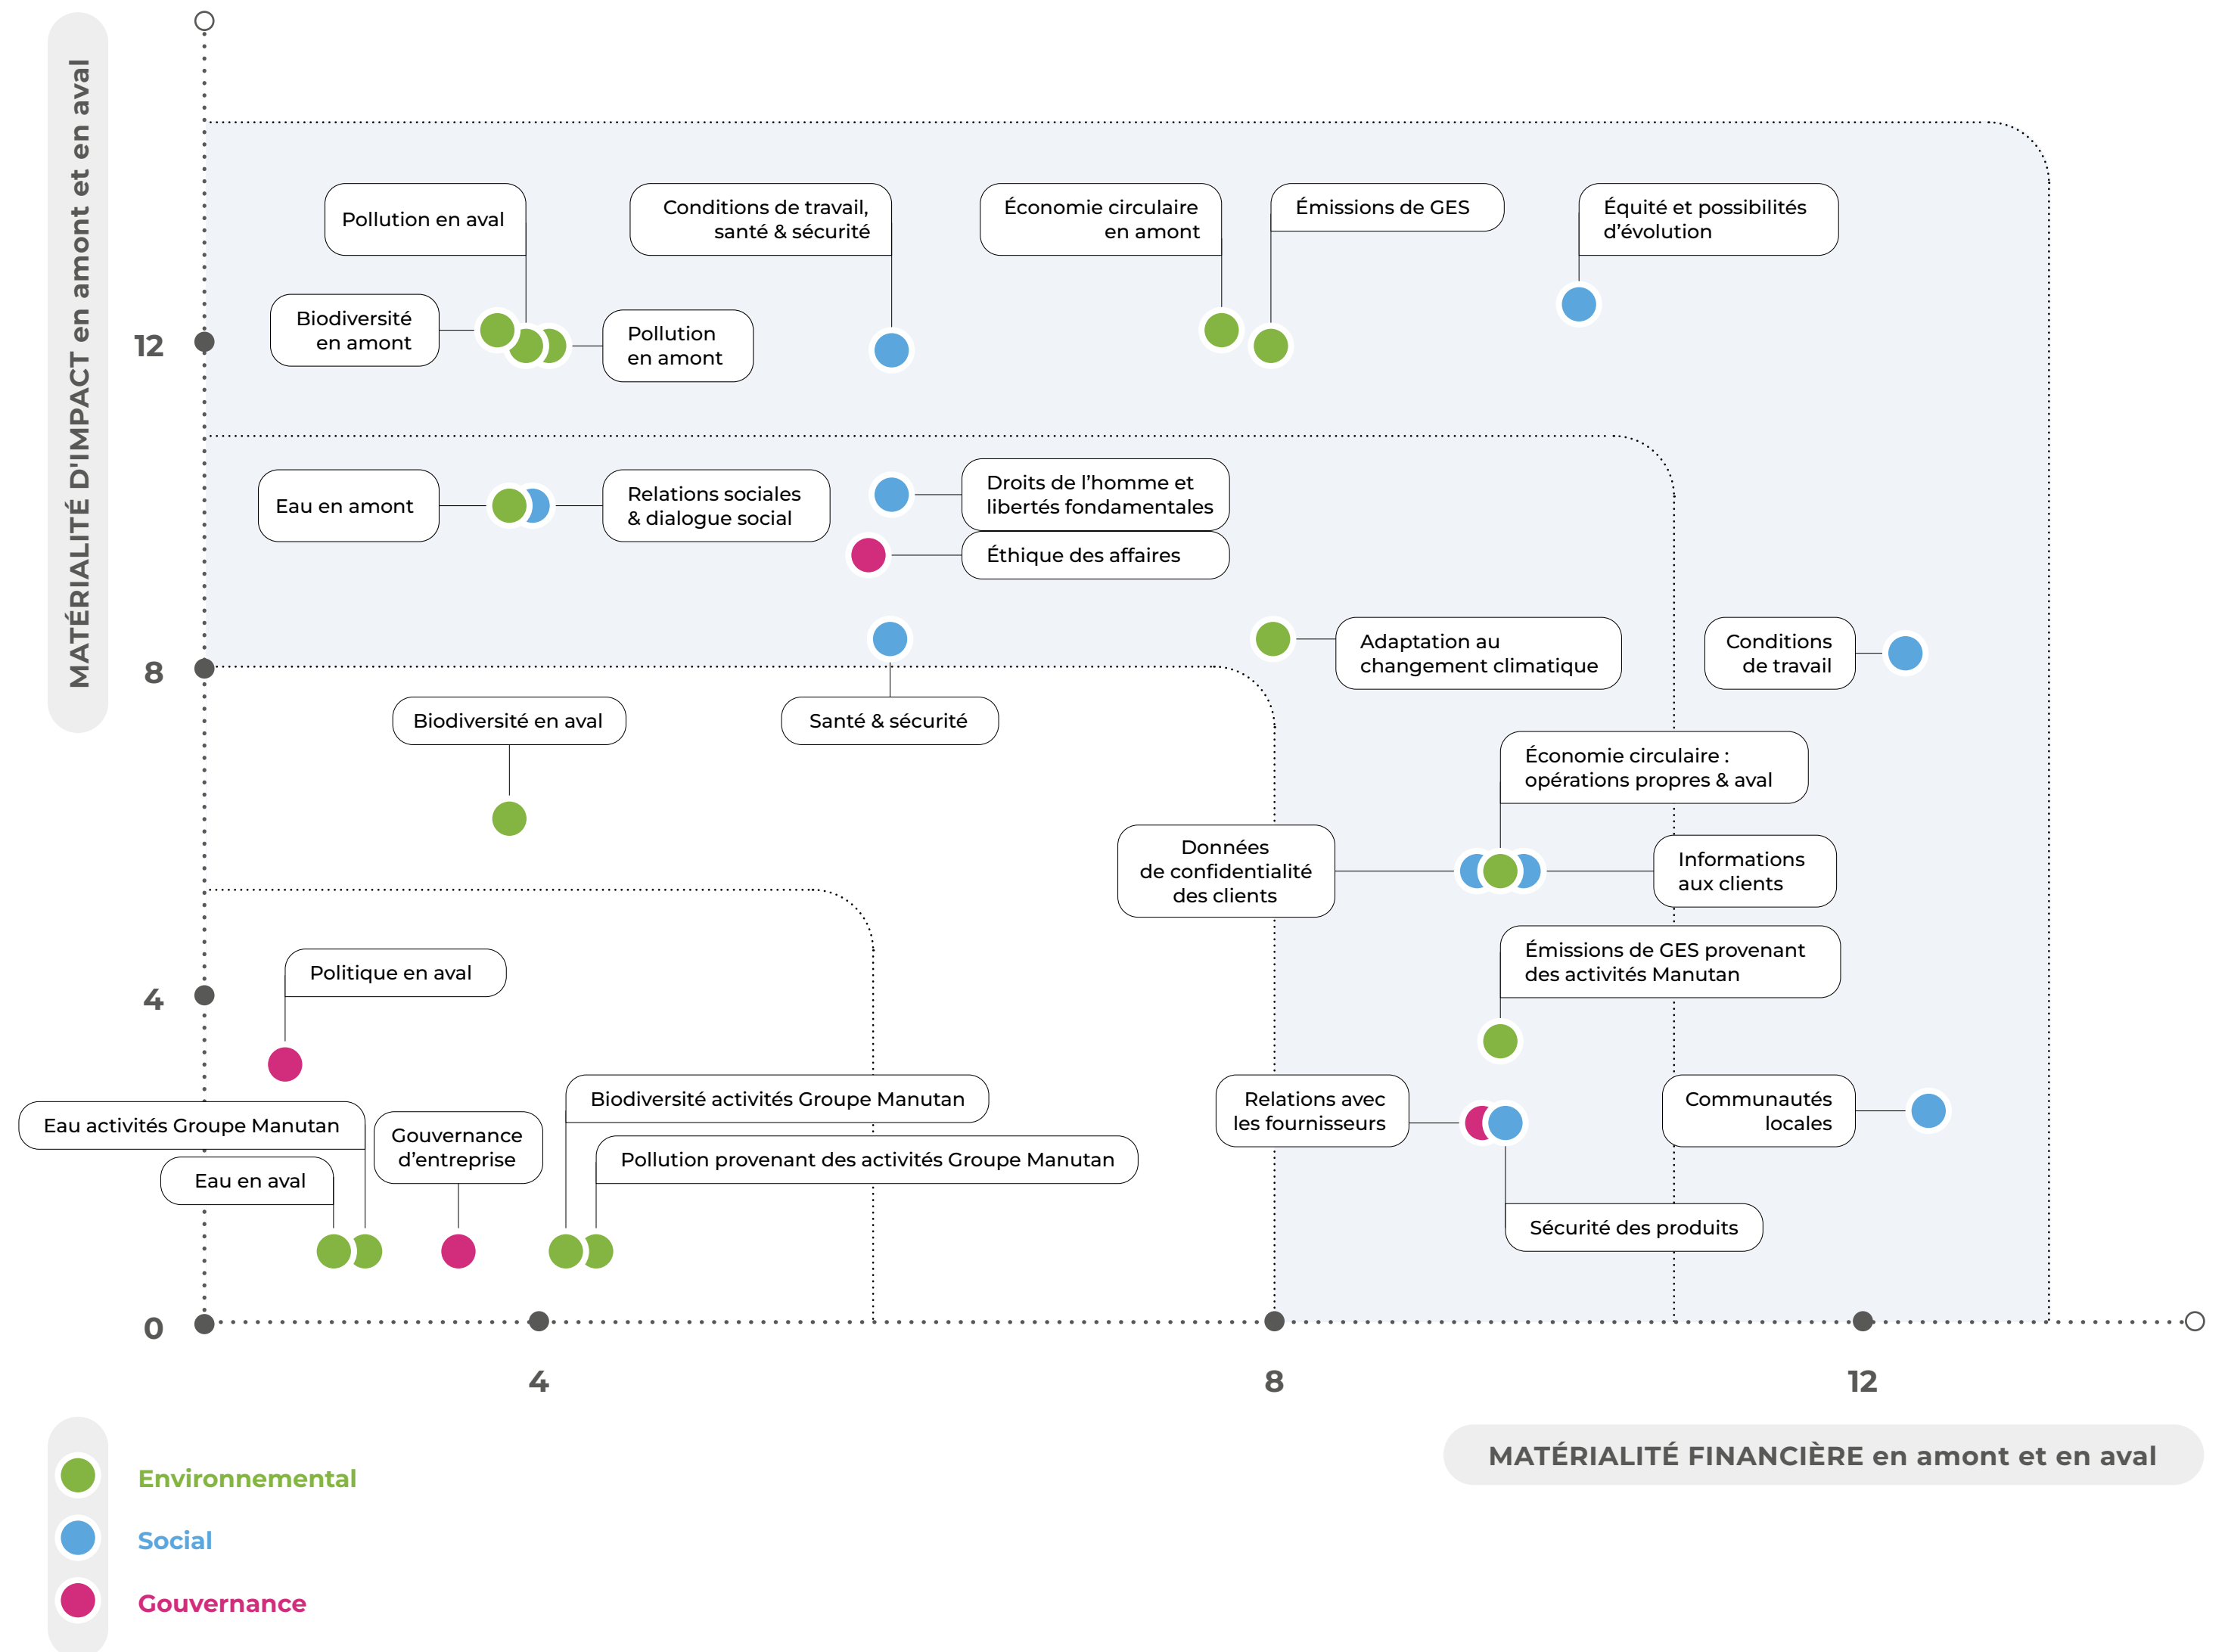 MATÉRIALITÉ D'IMPACT en amont et en aval
Pollution en aval
Conditions de travail,
santé & sécurité
Économie circulaire
en amont
Émissions de GES
Équité et possibilités
d’évolution
Biodiversité
en amont
Pollution
en amont
12
Eau en amont
Relations sociales
& dialogue social
Droits de l’homme et
libertés fondamentales
Éthique des affaires
Adaptation au
changement climatique
Conditions
de travail
8
Biodiversité en aval
Santé & sécurité
Économie circulaire :
opérations propres & aval
Données
de confidentialité
des clients
Informations
aux clients
Émissions de GES provenant
des activités Manutan
Politique en aval
4
Biodiversité activités Groupe Manutan
Relations avec
les fournisseurs
Communautés
locales
Eau activités Groupe Manutan
Gouvernance
d’entreprise
Pollution provenant des activités Groupe Manutan
Eau en aval
Sécurité des produits
0
4
8
12
MATÉRIALITÉ FINANCIÈRE en amont et en aval
Environnemental
Social
Gouvernance